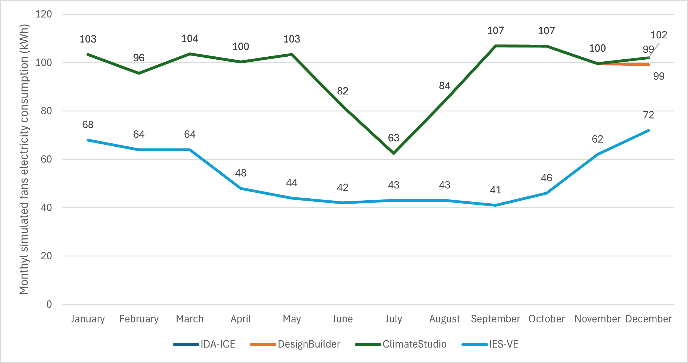 Monthyl simulated fans electricity consumption (kWh)
120
100
80
60
40
20
0
103 96 104 100 103 82 63 84 107 107 100 99 102
99
68 64 64 48 44 42 43 43 41 46 62 72
January February March April May June July August September October November December
IDA-ICE DesignBuilder ClimateStudio IES-VE